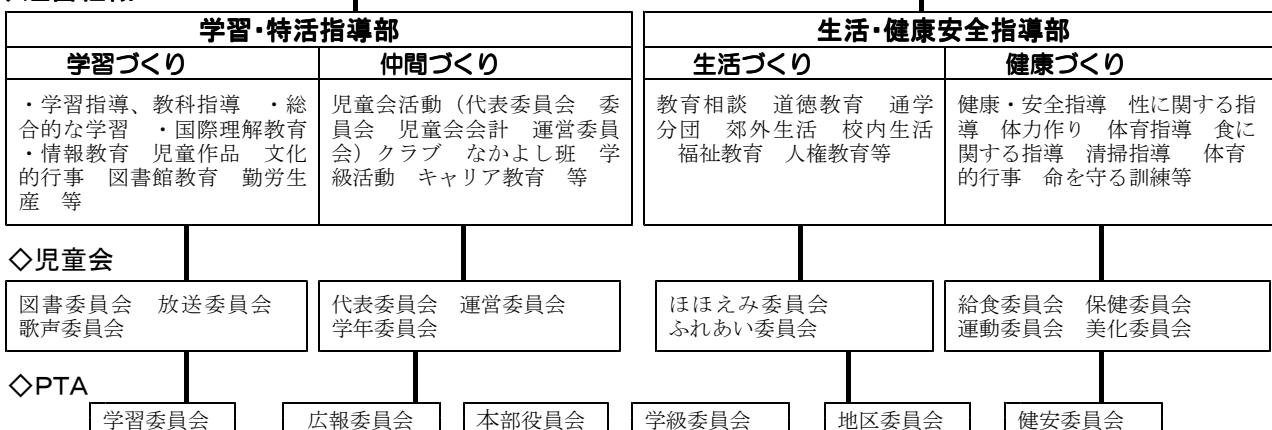 学習・特活指導部
学習づくり
仲間づくり
・学習指導、教科指導　・総
合的な学習　・国際理解教育
・情報教育　児童作品　文化
的行事　図書館教育　勤労生
産　等
児童会活動（代表委員会　委
員会　児童会会計　運営委員
会）クラブ　なかよし班　学
級活動　キャリア教育　等
生活・健康安全指導部
生活づくり
健康づくり
教育相談　道徳教育　通学
分団　郊外生活　校内生活
福祉教育　人権教育等
健康・安全指導　性に関する指
導　体力作り　体育指導　食に
関する指導　清掃指導　体育
的行事　命を守る訓練等
◇児童会
図書委員会　放送委員会
歌声委員会
代表委員会　運営委員会
学年委員会
ほほえみ委員会
ふれあい委員会
給食委員会　保健委員会
運動委員会　美化委員会
◇PTA
学習委員会
広報委員会
本部役員会
学級委員会
地区委員会
健安委員会